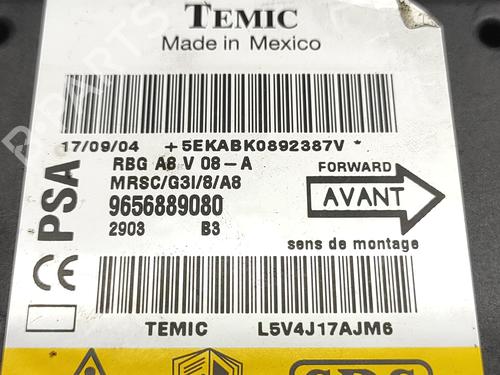 TEMIC
Made in Mexico
17/09/04 +5EKABK0892387V *
RBG A8 V 08-A
MRSC/G3I/8/A8
9656889080
2903 B3
PSA
FORWARD
AVANT
sens de montage
CE
TEMIC L5V4J17AJM6